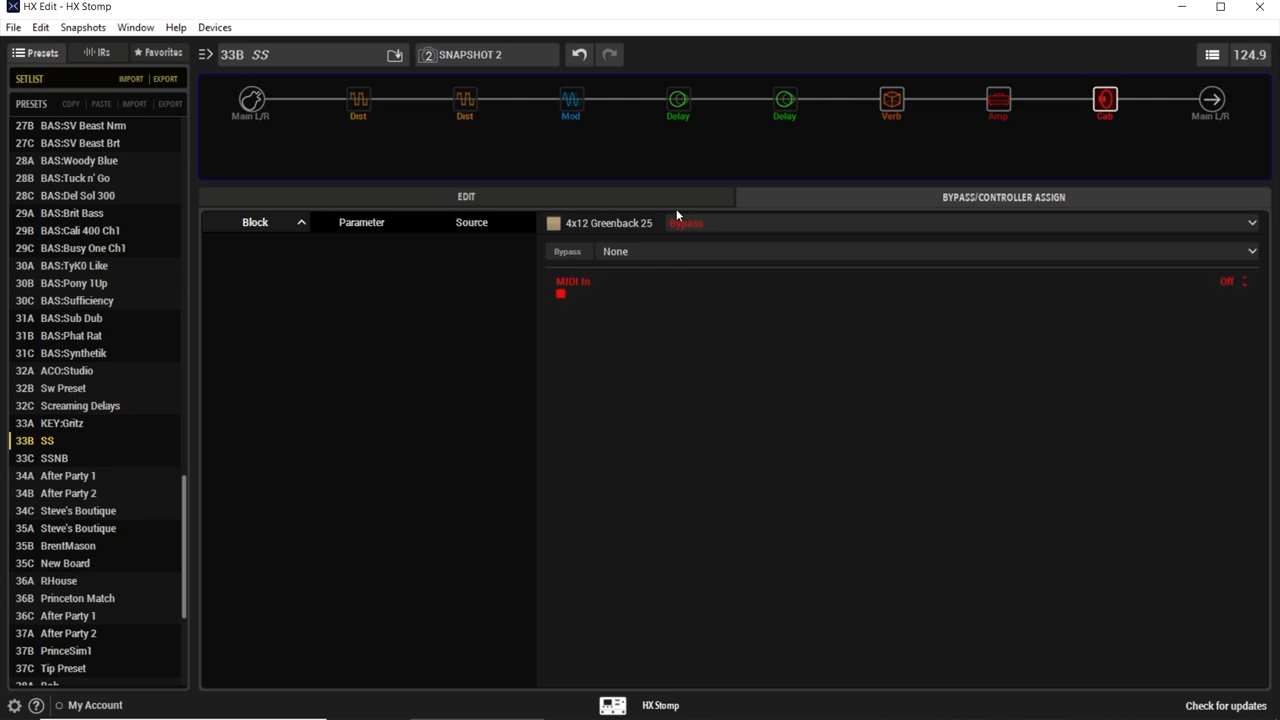 HX Edit - HX Stomp
File Edit Snapshots Window Help Devices
Presets IRs Favorites 33B SS 2 SNAPSHOT 2 124.9
SETLIST IMPORT | EXPORT
PRESETS COPY | PASTE | IMPORT | EXPORT
Main L/R Dist Dist Mod Delay Delay Verb Amp Cab Main L/R
EDIT BYPASS/CONTROLLER ASSIGN
Block Parameter Source 4x12 Greenback 25 Bypass
Bypass None
MIDI In Off
27B BAS:SV Beast Nrm
27C BAS:SV Beast Brt
28A BAS:Woody Blue
28B BAS:Tuck n' Go
28C BAS:Del Sol 300
29A BAS:Brit Bass
29B BAS:Cali 400 Ch1
29C BAS:Busy One Ch1
30A BAS:TyK0 Like
30B BAS:Pony 1Up
30C BAS:Sufficiency
31A BAS:Sub Dub
31B BAS:Phat Rat
31C BAS:Synthetik
32A ACO:Studio
32B Sw Preset
32C Screaming Delays
33A KEY:Gritz
33B SS
33C SSNB
34A After Party 1
34B After Party 2
34C Steve's Boutique
35A Steve's Boutique
35B BrentMason
35C New Board
36A RHouse
36B Princeton Match
36C After Party 1
37A After Party 2
37B PrinceSim1
37C Tip Preset
My Account HX Stomp Check for updates